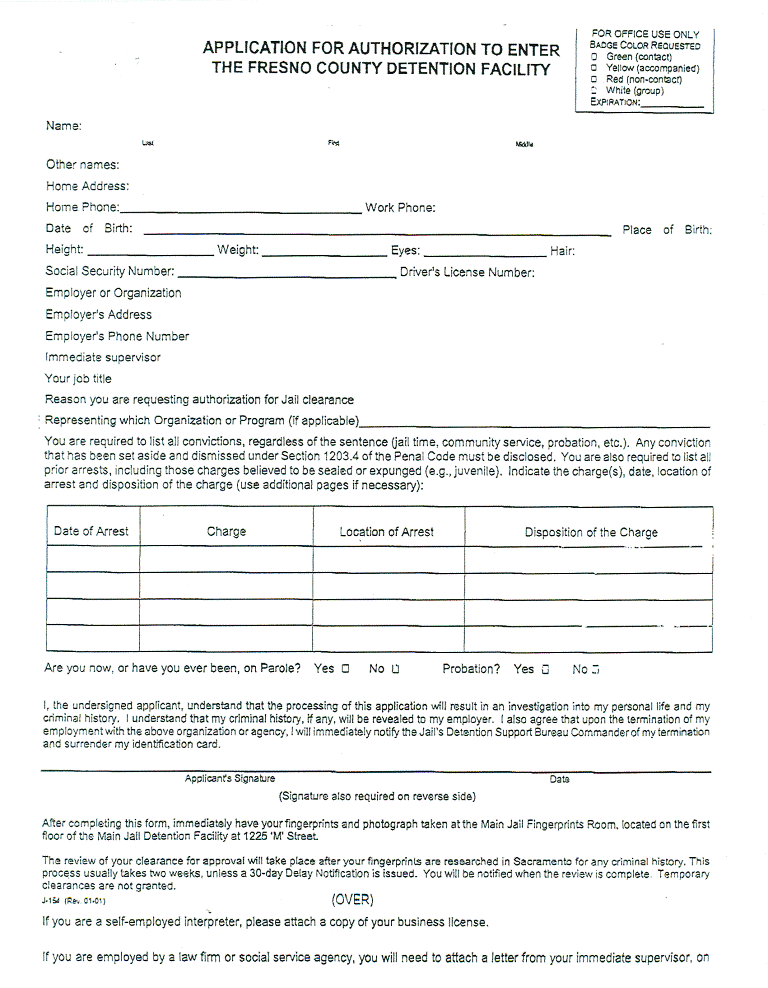 FOR OFFICE USE ONLY
BADGE COLOR REQUESTED
Green (contact)
Yellow (accompanied)
Red (non-contact)
White (group)
EXPIRATION:
APPLICATION FOR AUTHORIZATION TO ENTER
THE FRESNO COUNTY DETENTION FACILITY
Name:
Last First Middle
Other names:
Home Address:
Home Phone: Work Phone:
Date of Birth: Place of Birth:
Height: Weight: Eyes: Hair:
Social Security Number: Driver's License Number:
Employer or Organization
Employer's Address
Employer's Phone Number
Immediate supervisor
Your job title
Reason you are requesting authorization for Jail clearance
Representing which Organization or Program (if applicable)
You are required to list all convictions, regardless of the sentence (jail time, community service, probation, etc.). Any conviction
that has been set aside and dismissed under Section 1203.4 of the Penal Code must be disclosed. You are also required to list all
prior arrests, including those charges believed to be sealed or expunged (e.g., juvenile). Indicate the charge(s), date, location of
arrest and disposition of the charge (use additional pages if necessary):
Date of Arrest Charge Location of Arrest Disposition of the Charge
Are you now, or have you ever been, on Parole? Yes No Probation? Yes No
I, the undersigned applicant, understand that the processing of this application will result in an investigation into my personal life and my
criminal history. I understand that my criminal history, if any, will be revealed to my employer. I also agree that upon the termination of my
employment with the above organization or agency, I will immediately notify the Jail's Detention Support Bureau Commander of my termination
and surrender my identification card.
Applicant's Signature Date
(Signature also required on reverse side)
After completing this form, immediately have your fingerprints and photograph taken at the Main Jail Fingerprints Room, located on the first
floor of the Main Jail Detention Facility at 1225 'M' Street.
The review of your clearance for approval will take place after your fingerprints are researched in Sacramento for any criminal history. This
process usually takes two weeks, unless a 30-day Delay Notification is issued. You will be notified when the review is complete. Temporary
clearances are not granted.
J-154 (Rev. 01-01) (OVER)
If you are a self-employed interpreter, please attach a copy of your business license.
If you are employed by a law firm or social service agency, you will need to attach a letter from your immediate supervisor, on